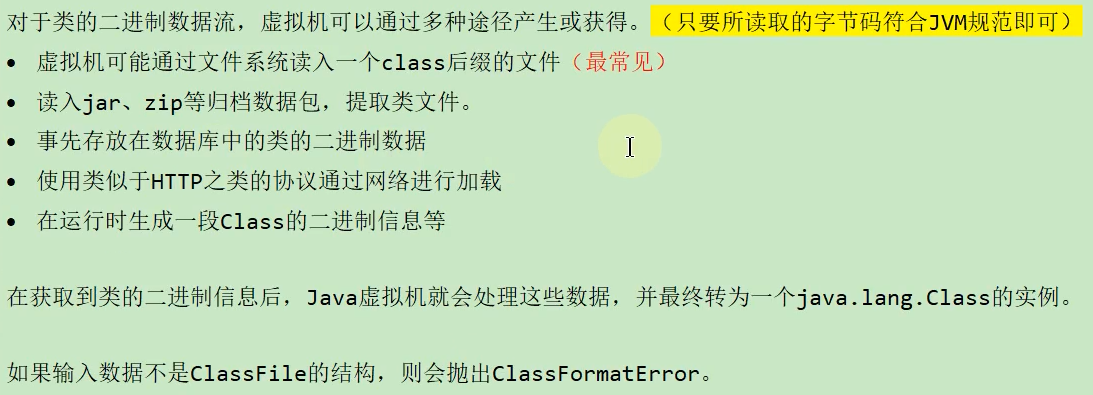 对于类的二进制数据流，虚拟机可以通过多种途径产生或获得。（只要所读取的字节码符合JVM规范即可）
• 虚拟机可能通过文件系统读入一个class后缀的文件（最常见）
• 读入jar、zip等归档数据包，提取类文件。
• 事先存放在数据库中的类的二进制数据
• 使用类似于HTTP之类的协议通过网络进行加载
• 在运行时生成一段Class的二进制信息等
在获取到类的二进制信息后，Java虚拟机就会处理这些数据，并最终转为一个java.lang.Class的实例。
如果输入数据不是ClassFile的结构，则会抛出ClassFormatError。